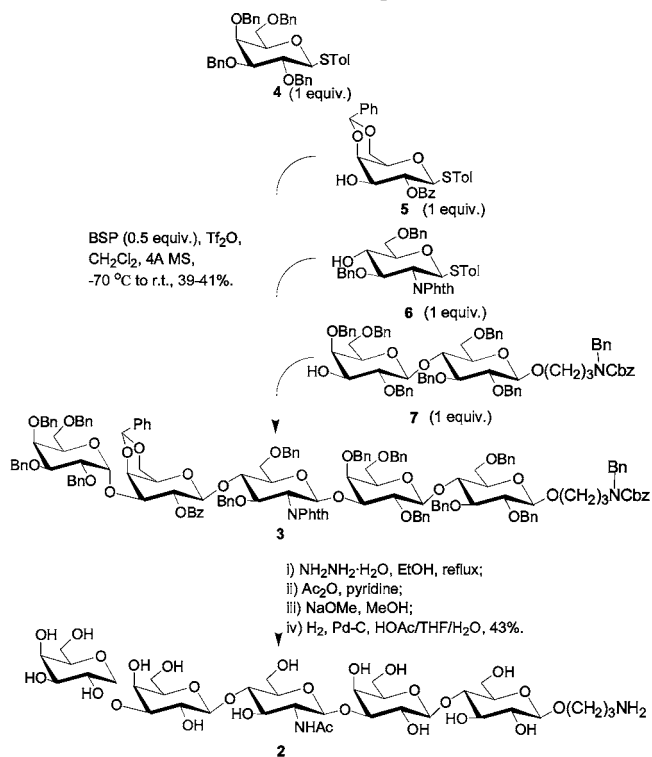 OBn OBn
O
BnO
OBn
STol
4 (1 equiv.)
Ph
O
O
O
HO
OBz
STol
5 (1 equiv.)
BSP (0.5 equiv.), Tf2O,
CH2Cl2, 4A MS,
-70 °C to r.t., 39-41%.
OBn
HO
O
BnO
NPhth
STol
6 (1 equiv.)
OBn OBn
O
HO
OBn
O
OBn
O
BnO
OBn
O(CH2)3NCbz
Bn
7 (1 equiv.)
OBn OBn
O
BnO
BnO
O
Ph
O
O
O
OBz
O
OBn
O
BnO
NPhth
O
OBn OBn
O
OBn
O
OBn
O
BnO
OBn
O(CH2)3NCbz
Bn
3
i) NH2NH2·H2O, EtOH, reflux;
ii) Ac2O, pyridine;
iii) NaOMe, MeOH;
iv) H2, Pd-C, HOAc/THF/H2O, 43%.
OH OH
O
HO
HO
O
OH OH
O
OH
O
OH
O
HO
NHAc
O
OH OH
O
OH
O
OH
O
HO
OH
O(CH2)3NH2
2